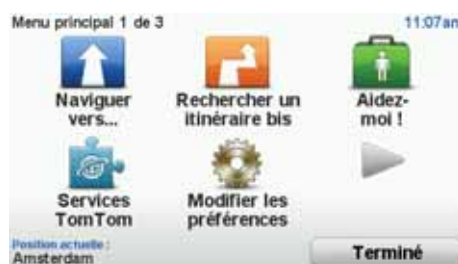 Menu principal 1 de 3
11:07am
Naviguer vers...
Rechercher un itinéraire bis
Aidez-moi !
Services TomTom
Modifier les préférences
Position actuelle :
Amsterdam
Terminé